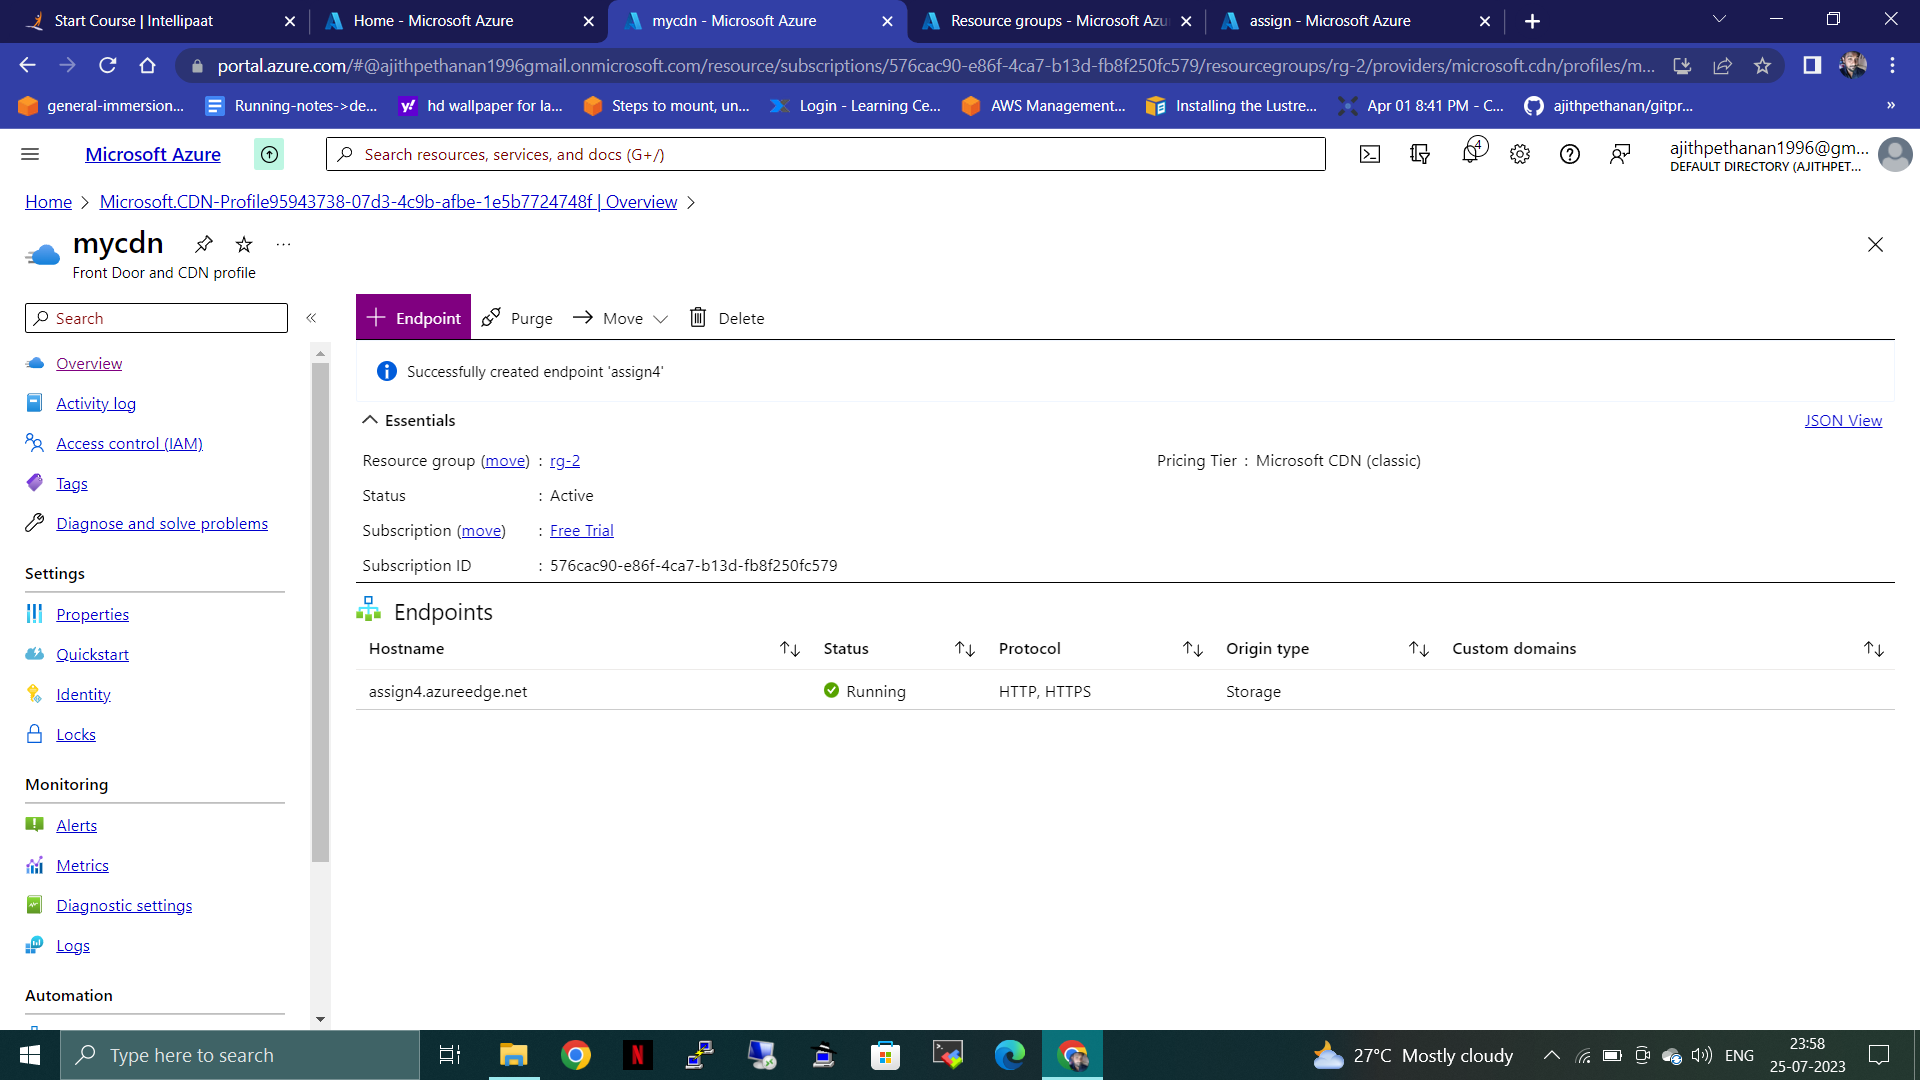 Start Course | Intellipaat
Home - Microsoft Azure
mycdn - Microsoft Azure
Resource groups - Microsoft Azu
assign - Microsoft Azure
portal.azure.com/#@ajithpethanan1996gmail.onmicrosoft.com/resource/subscriptions/576cac90-e86f-4ca7-b13d-fb8f250fc579/resourcegroups/rg-2/providers/microsoft.cdn/profiles/m...
general-immersion...
Running-notes->de...
hd wallpaper for la...
Steps to mount, un...
Login - Learning Ce...
AWS Management...
Installing the Lustre...
Apr 01 8:41 PM - C...
ajithpethanan/gitpr...
»
Microsoft Azure
Search resources, services, and docs (G+/)
4
ajithpethanan1996@gm...
DEFAULT DIRECTORY (AJITHPET...
Home > Microsoft.CDN-Profile95943738-07d3-4c9b-afbe-1e5b7724748f | Overview >
mycdn
...
Front Door and CDN profile
Search
«
Overview
Activity log
Access control (IAM)
Tags
Diagnose and solve problems
Settings
Properties
Quickstart
Identity
Locks
Monitoring
Alerts
Metrics
Diagnostic settings
Logs
Automation
Endpoint
Purge
Move
Delete
Successfully created endpoint 'assign4'
Essentials
JSON View
Resource group (move) : rg-2
Pricing Tier : Microsoft CDN (classic)
Status : Active
Subscription (move) : Free Trial
Subscription ID : 576cac90-e86f-4ca7-b13d-fb8f250fc579
Endpoints
Hostname Status Protocol Origin type Custom domains
assign4.azureedge.net Running HTTP, HTTPS Storage
Type here to search
N
27°C Mostly cloudy
ENG
23:58
25-07-2023